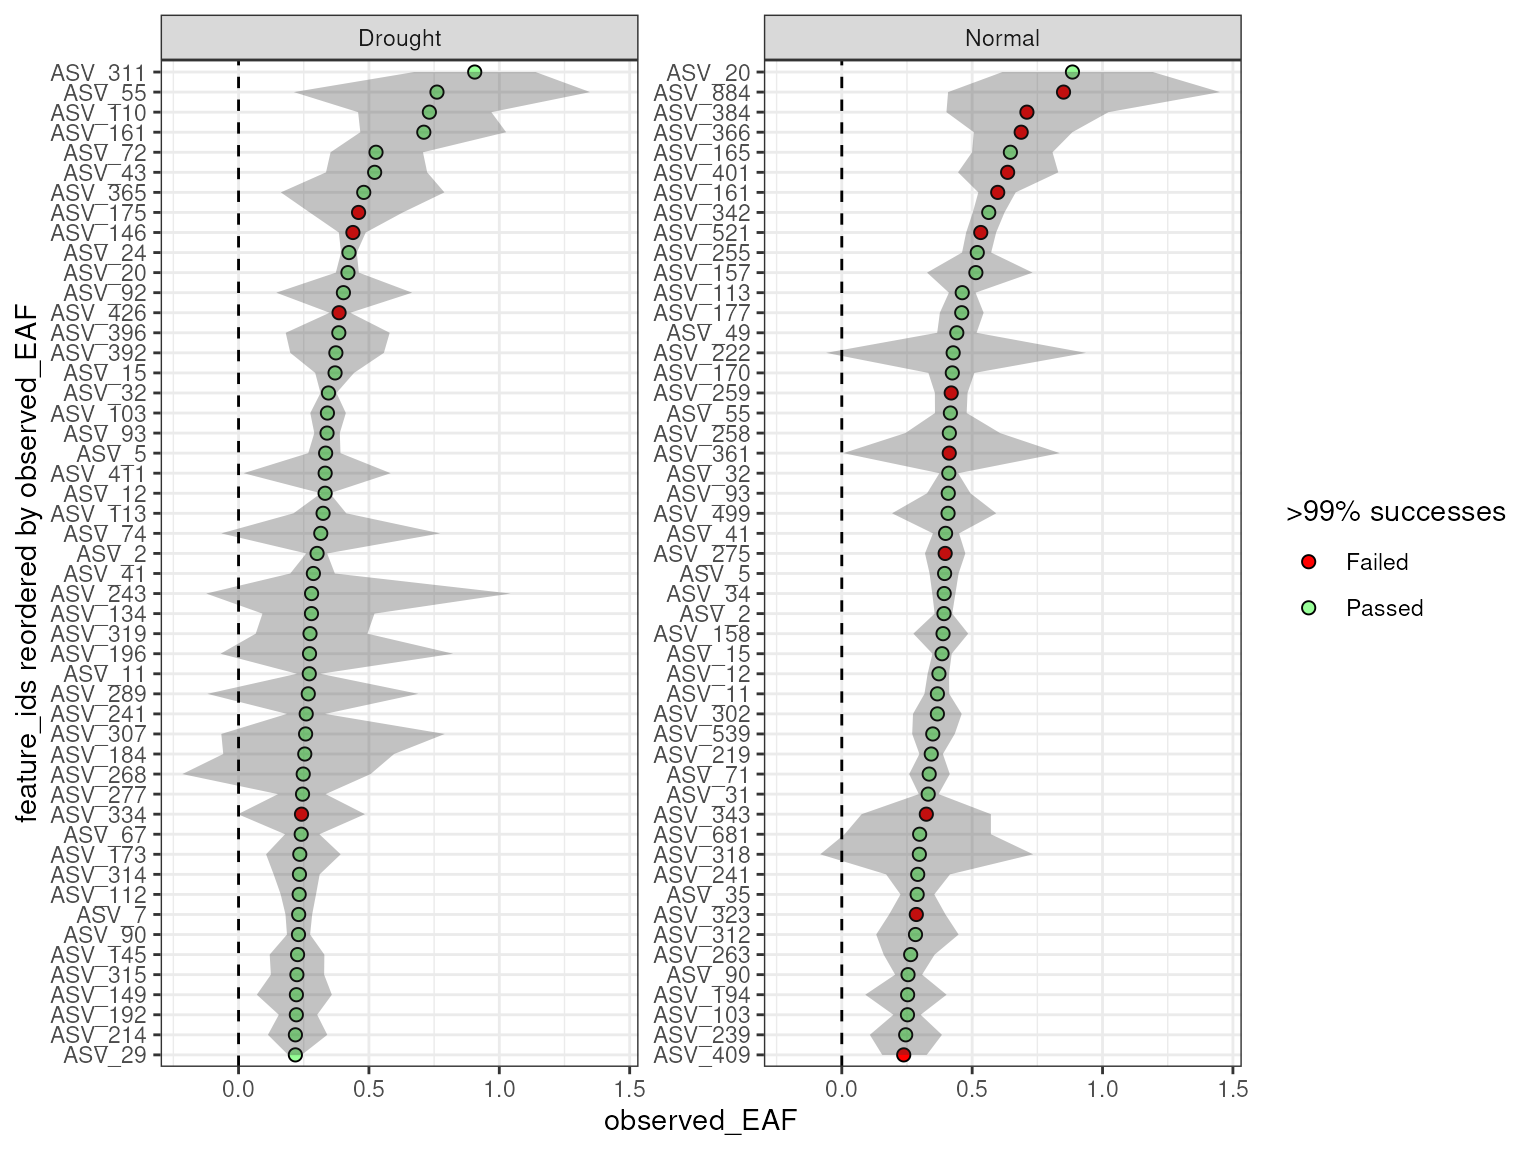 Drought
Normal
feature_ids reordered by observed_EAF
ASV_311
ASV_55
ASV_110
ASV_161
ASV_72
ASV_43
ASV_365
ASV_175
ASV_146
ASV_24
ASV_20
ASV_92
ASV_426
ASV_396
ASV_392
ASV_15
ASV_32
ASV_103
ASV_93
ASV_5
ASV_411
ASV_12
ASV_113
ASV_74
ASV_2
ASV_41
ASV_243
ASV_134
ASV_319
ASV_196
ASV_11
ASV_289
ASV_241
ASV_307
ASV_184
ASV_268
ASV_277
ASV_334
ASV_67
ASV_173
ASV_314
ASV_112
ASV_7
ASV_90
ASV_145
ASV_315
ASV_149
ASV_192
ASV_214
ASV_29
ASV_20
ASV_884
ASV_384
ASV_366
ASV_165
ASV_401
ASV_161
ASV_342
ASV_521
ASV_255
ASV_157
ASV_113
ASV_177
ASV_49
ASV_222
ASV_170
ASV_259
ASV_55
ASV_258
ASV_361
ASV_32
ASV_93
ASV_499
ASV_41
ASV_275
ASV_5
ASV_34
ASV_2
ASV_158
ASV_15
ASV_12
ASV_11
ASV_302
ASV_539
ASV_219
ASV_71
ASV_31
ASV_343
ASV_681
ASV_318
ASV_241
ASV_35
ASV_323
ASV_312
ASV_263
ASV_90
ASV_194
ASV_103
ASV_239
ASV_409
0.0 0.5 1.0 1.5
0.0 0.5 1.0 1.5
observed_EAF
>99% successes
Failed
Passed